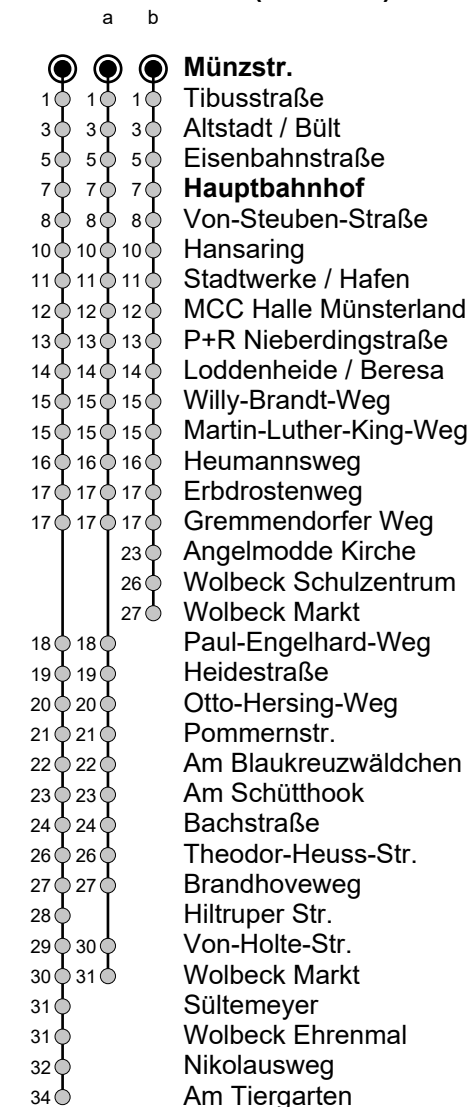 a b
Münzstr.
1 1 1 Tibusstraße
3 3 3 Altstadt / Bült
5 5 5 Eisenbahnstraße
7 7 7 Hauptbahnhof
8 8 8 Von-Steuben-Straße
10 10 10 Hansaring
11 11 11 Stadtwerke / Hafen
12 12 12 MCC Halle Münsterland
13 13 13 P+R Nieberdingstraße
14 14 14 Loddenheide / Beresa
15 15 15 Willy-Brandt-Weg
15 15 15 Martin-Luther-King-Weg
16 16 16 Heumannsweg
17 17 17 Erbdrostenweg
17 17 17 Gremmendorfer Weg
23 Angelmodde Kirche
26 Wolbeck Schulzentrum
27 Wolbeck Markt
18 18 Paul-Engelhard-Weg
19 19 Heidestraße
20 20 Otto-Hersing-Weg
21 21 Pommernstr.
22 22 Am Blaukreuzwäldchen
23 23 Am Schütthook
24 24 Bachstraße
26 26 Theodor-Heuss-Str.
27 27 Brandhoveweg
28 Hiltruper Str.
29 30 Von-Holte-Str.
30 31 Wolbeck Markt
31 Sültemeyer
31 Wolbeck Ehrenmal
32 Nikolausweg
34 Am Tiergarten